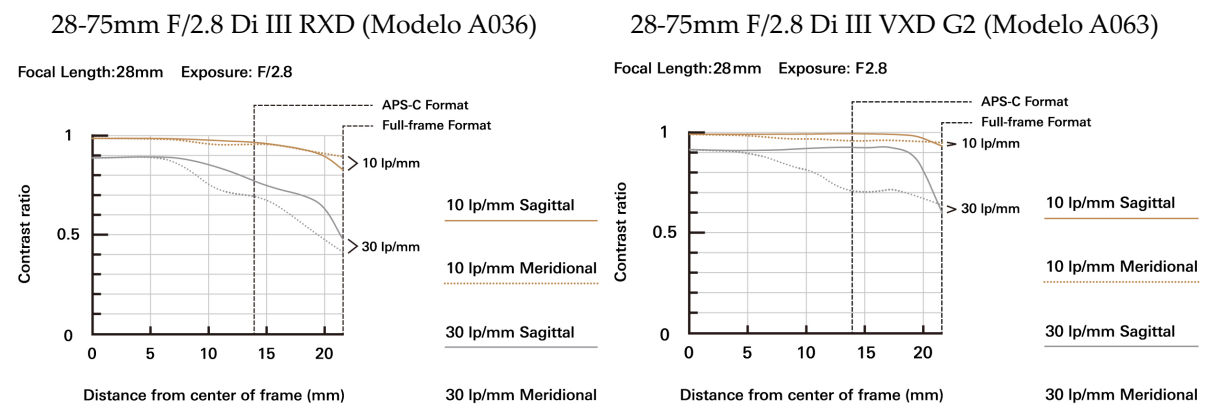 28-75mm F/2.8 Di III RXD (Modelo A036)
Focal Length:28mm Exposure: F/2.8
APS-C Format
Full-frame Format
10 lp/mm
30 lp/mm
Contrast ratio
1
0.5
0
0 5 10 15 20
Distance from center of frame (mm)
10 lp/mm Sagittal
10 lp/mm Meridional
30 lp/mm Sagittal
30 lp/mm Meridional
28-75mm F/2.8 Di III VXD G2 (Modelo A063)
Focal Length:28mm Exposure: F2.8
APS-C Format
Full-frame Format
10 lp/mm
30 lp/mm
Contrast ratio
1
0.5
0
0 5 10 15 20
Distance from center of frame (mm)
10 lp/mm Sagittal
10 lp/mm Meridional
30 lp/mm Sagittal
30 lp/mm Meridional